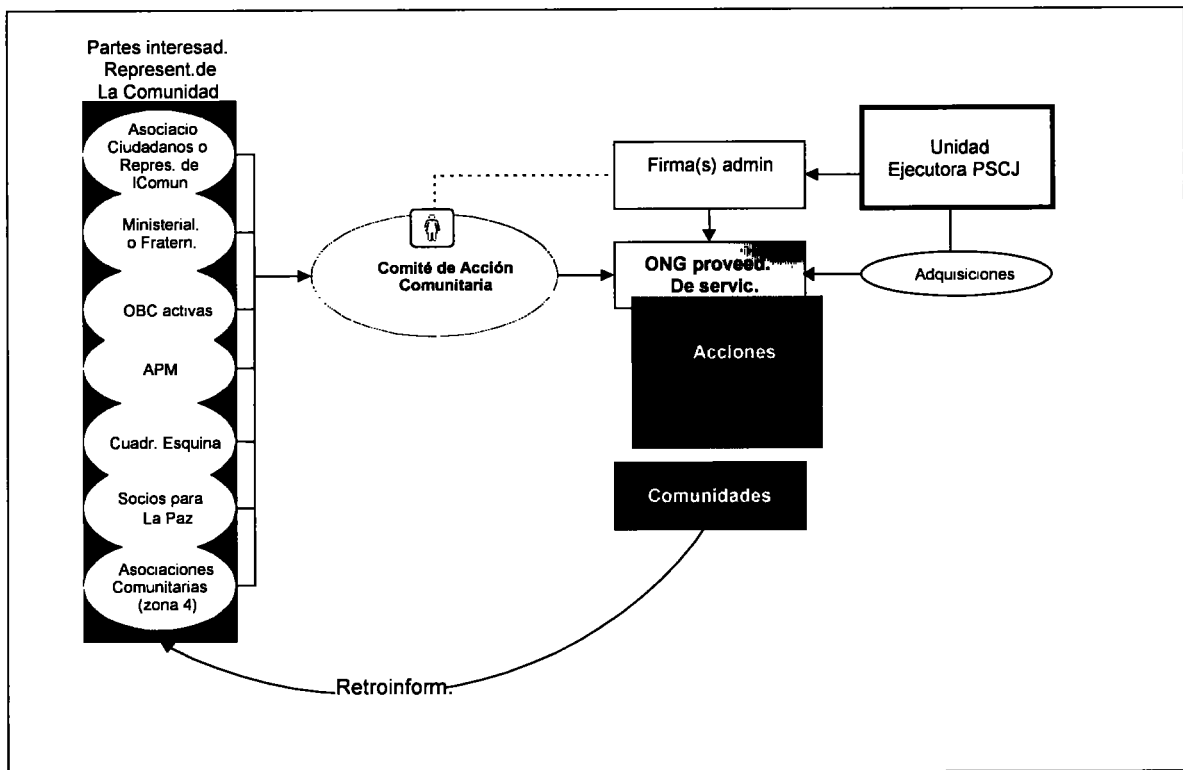 Partes interesad.
Represent.de
La Comunidad
Asociacio
Ciudadanos o
Repres. de
lComun
Ministerial.
o Fratern.
OBC activas
APM
Cuadr. Esquina
Socios para
La Paz
Asociaciones
Comunitarias
(zona 4)
Comité de Acción
Comunitaria
Firma(s) admin
Unidad
Ejecutora PSCJ
ONG proveed.
De servic.
Adquisiciones
Acciones
Comunidades
Retroinform.